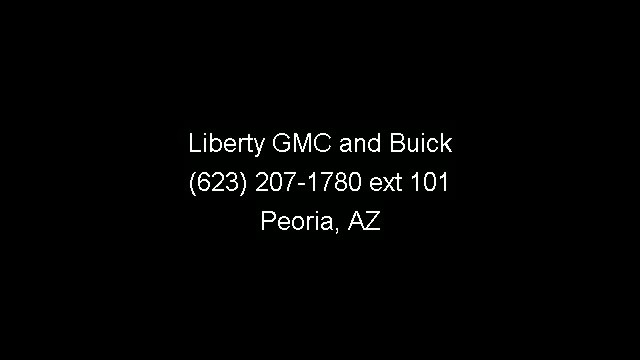 Liberty GMC and Buick
(623) 207-1780 ext 101
Peoria, AZ